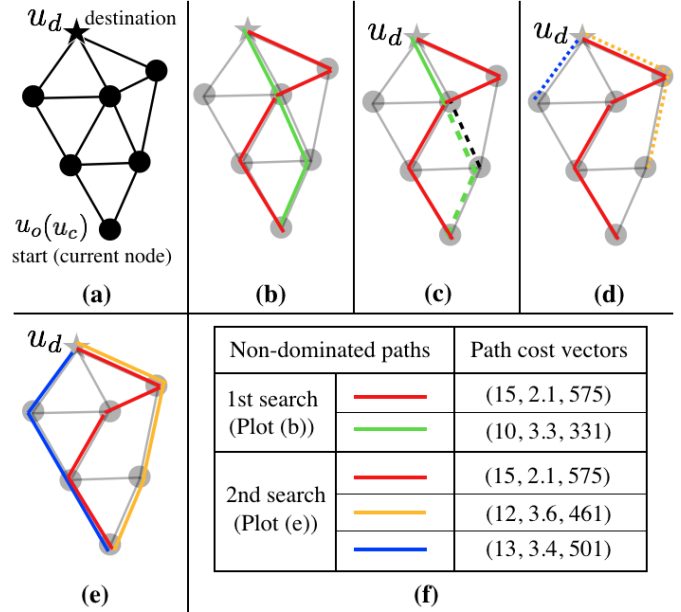 u_d destination
u_o(u_c)
start (current node)
(a)
(b)
u_d
(c)
u_d
(d)
u_d
(e)
Non-dominated paths Path cost vectors
1st search
(Plot (b))
(15, 2.1, 575)
(10, 3.3, 331)
2nd search
(Plot (e))
(15, 2.1, 575)
(12, 3.6, 461)
(13, 3.4, 501)
(f)